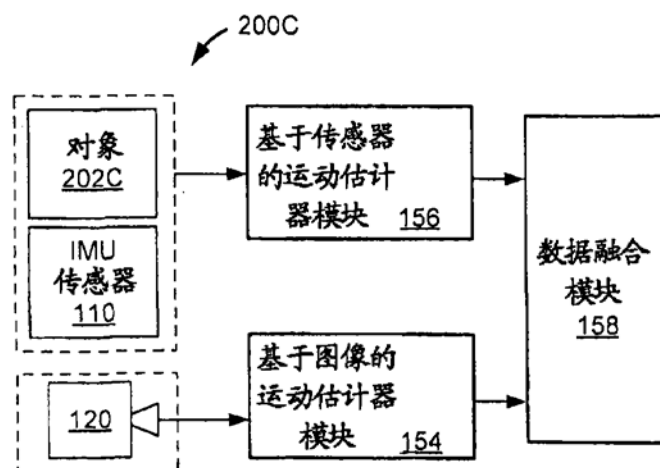 200C
对象
202C
IMU
传感器
110
120
基于传感器
的运动估计
器模块 156
基于图像的
运动估计器
模块 154
数据融合
模块
158